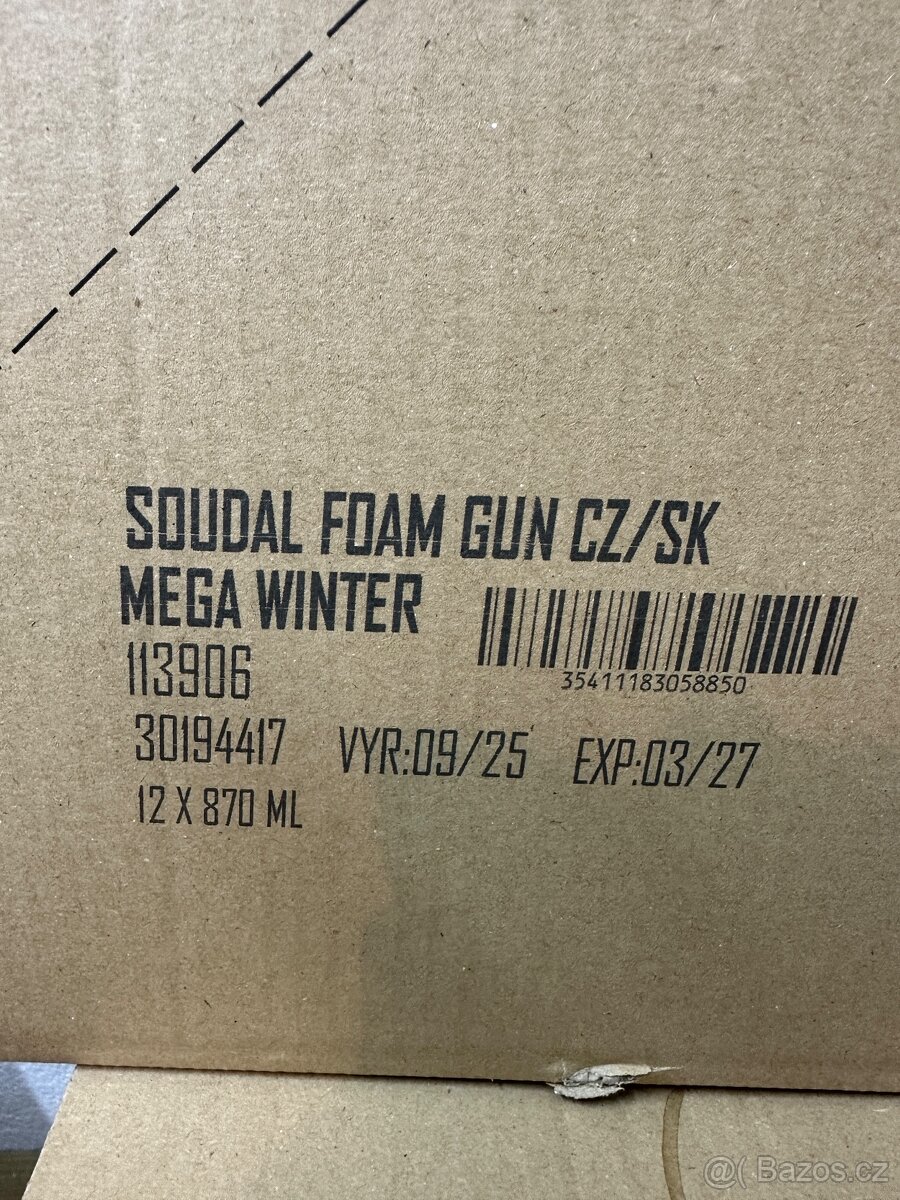 SOUDAL FOAM GUN CZ/SK
MEGA WINTER
35411183058850
113906
30194417 VYR:09/25 EXP:03/27
12 X 870 ML
@( Bazos.cz